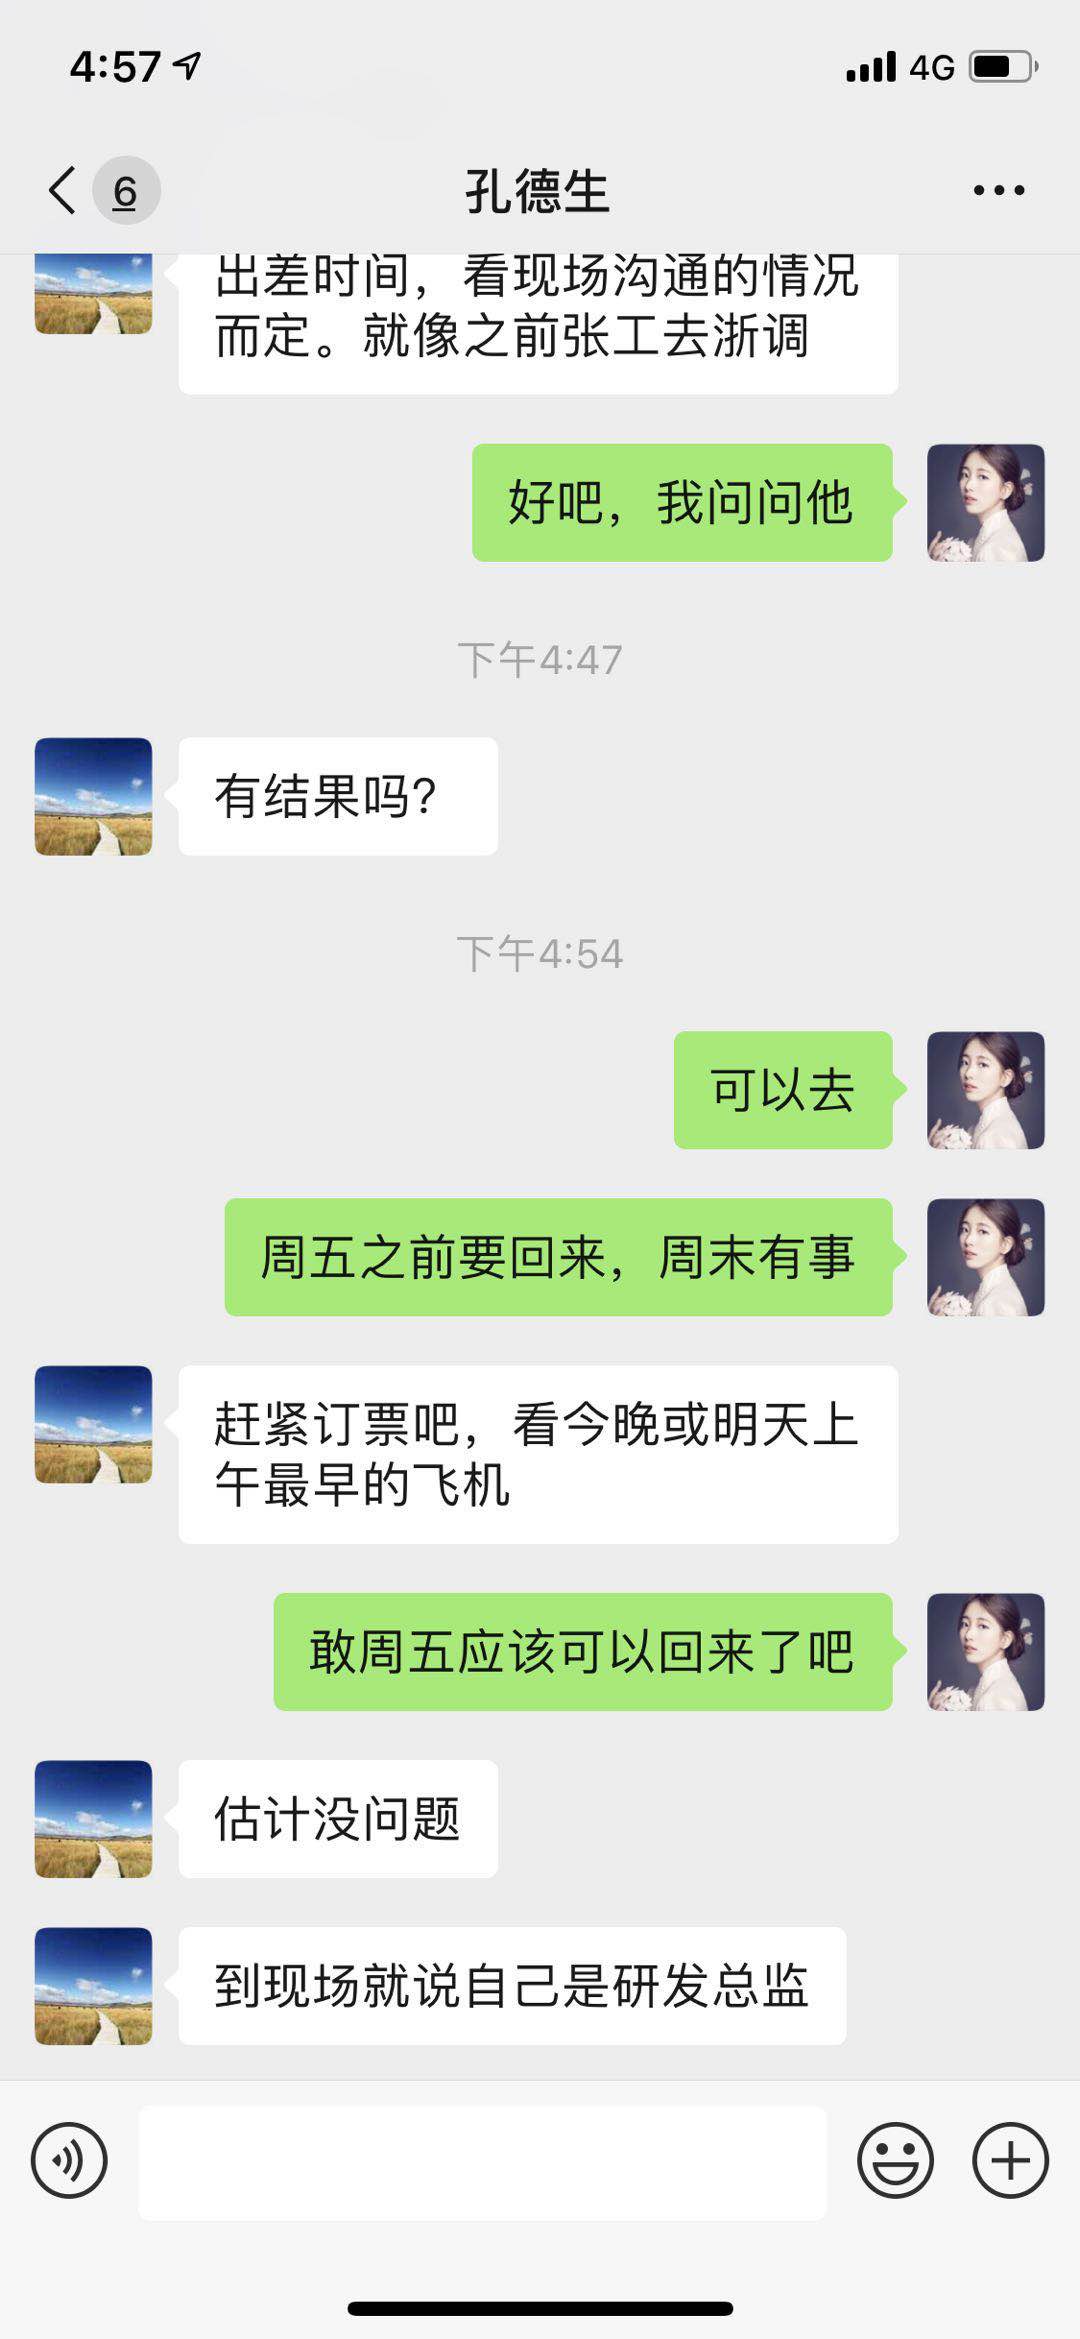 4:57
4G
6
孔德生
出差时间，看现场沟通的情况
而定。就像之前张工去浙调
好吧，我问问他
下午4:47
有结果吗?
下午4:54
可以去
周五之前要回来，周末有事
赶紧订票吧，看今晚或明天上
午最早的飞机
敢周五应该可以回来了吧
估计没问题
到现场就说自己是研发总监